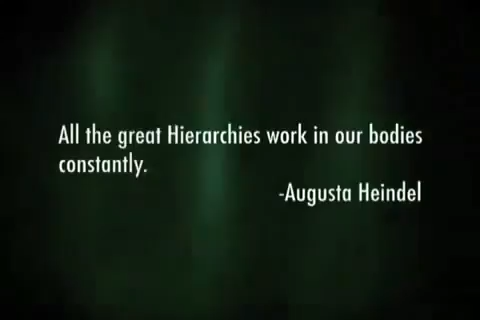 All the great Hierarchies work in our bodies
constantly.
-Augusta Heindel